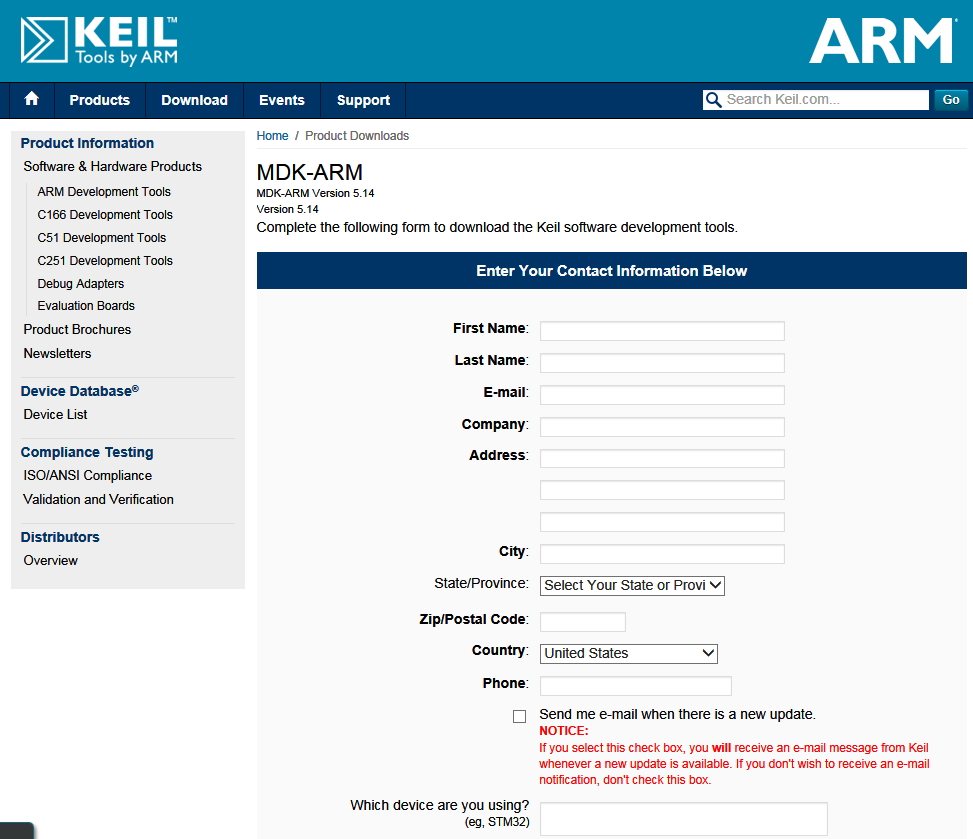 KEIL™
Tools by ARM
ARM
Products Download Events Support
Search Keil.com... Go
Product Information
Software & Hardware Products
ARM Development Tools
C166 Development Tools
C51 Development Tools
C251 Development Tools
Debug Adapters
Evaluation Boards
Product Brochures
Newsletters
Device Database®
Device List
Compliance Testing
ISO/ANSI Compliance
Validation and Verification
Distributors
Overview
Home / Product Downloads
MDK-ARM
MDK-ARM Version 5.14
Version 5.14
Complete the following form to download the Keil software development tools.
Enter Your Contact Information Below
First Name:
Last Name:
E-mail:
Company:
Address:
City:
State/Province: Select Your State or Provi
Zip/Postal Code:
Country: United States
Phone:
Send me e-mail when there is a new update.
NOTICE:
If you select this check box, you will receive an e-mail message from Keil
whenever a new update is available. If you don't wish to receive an e-mail
notification, don't check this box.
Which device are you using?
(eg, STM32)